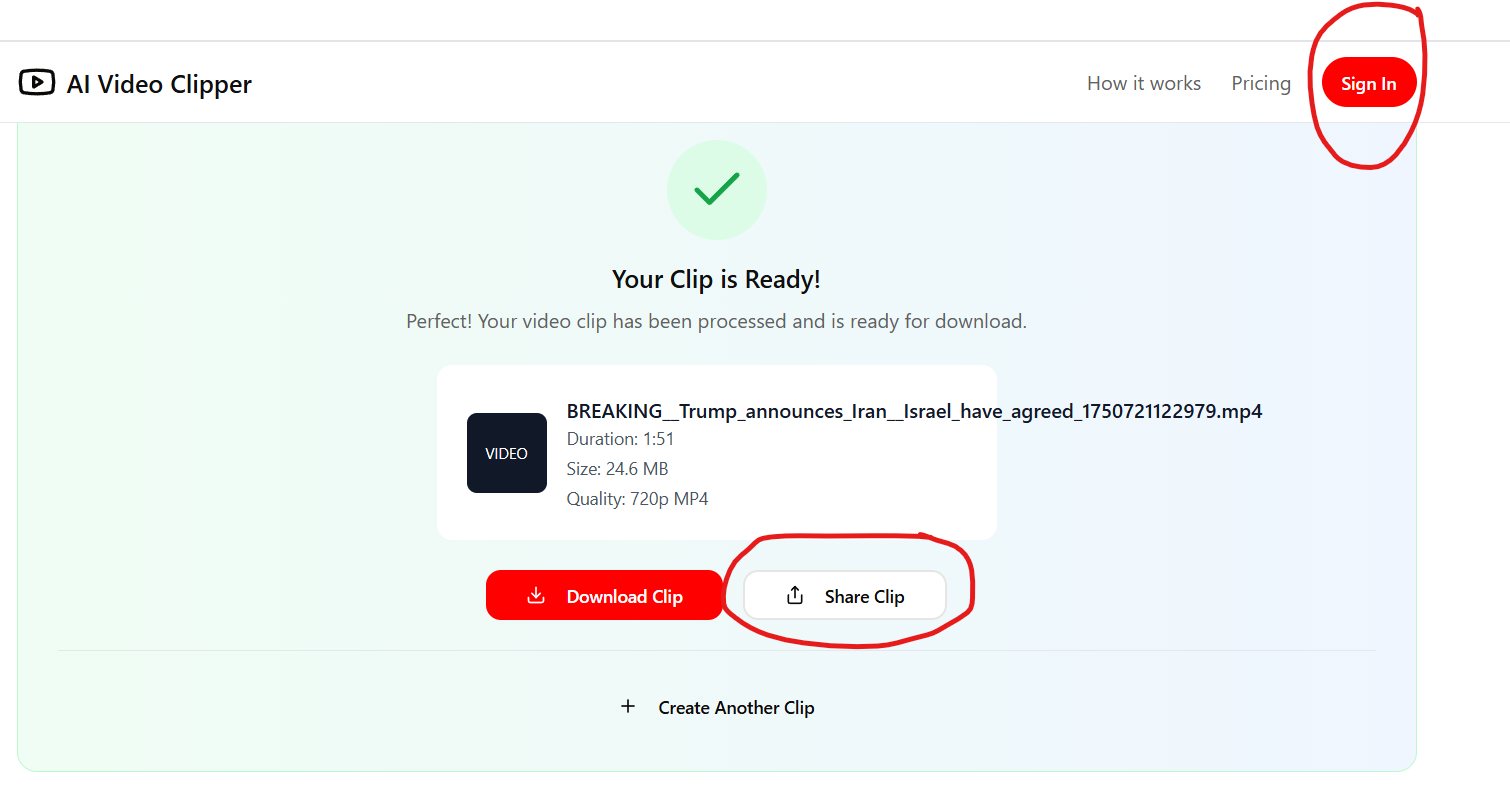 AI Video Clipper
How it works
Pricing
Sign In
Your Clip is Ready!
Perfect! Your video clip has been processed and is ready for download.
VIDEO
BREAKING__Trump_announces_Iran__Israel_have_agreed_1750721122979.mp4
Duration: 1:51
Size: 24.6 MB
Quality: 720p MP4
Download Clip
Share Clip
+ Create Another Clip